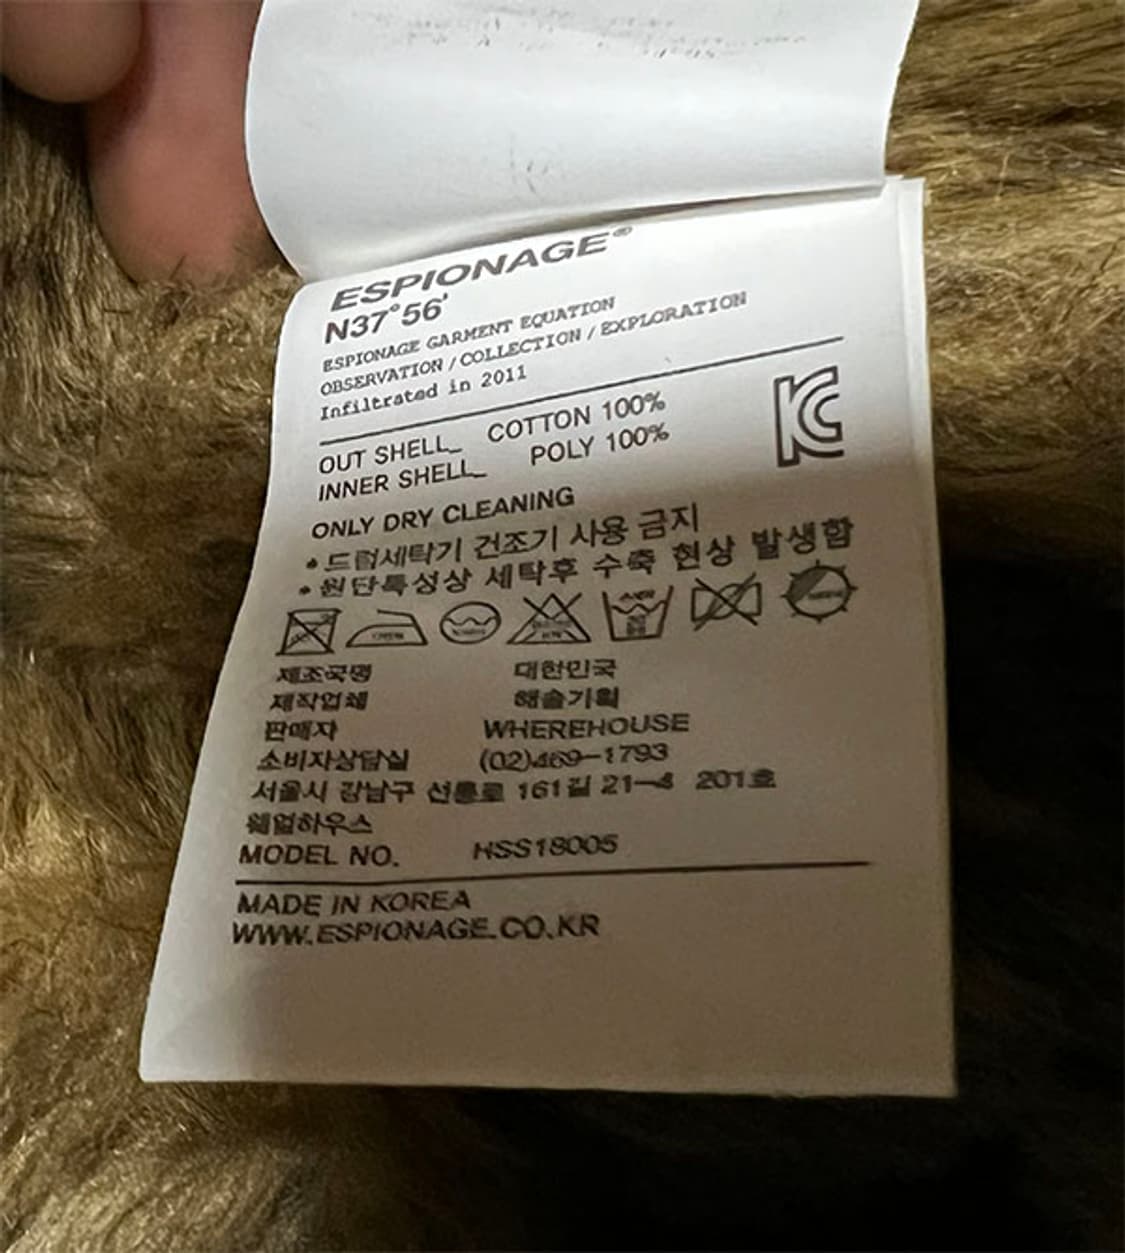 ESPIONAGE®
N37°56'
ESPIONAGE GARMENT EQUATION
OBSERVATION / COLLECTION / EXPLORATION
Infiltrated in 2011
OUT SHELL_ COTTON 100%
INNER SHELL_ POLY 100%
KC
ONLY DRY CLEANING
• 드럼세탁기 건조기 사용 금지
• 원단특성상 세탁후 수축 현상 발생함
제조국명 대한민국
제작업체 해솔기획
판매자 WHEREHOUSE
소비자상담실 (02)469-1793
서울시 강남구 선릉로 161길 21-4 201호
웨얼하우스
MODEL NO. HSS18005
MADE IN KOREA
WWW.ESPIONAGE.CO.KR